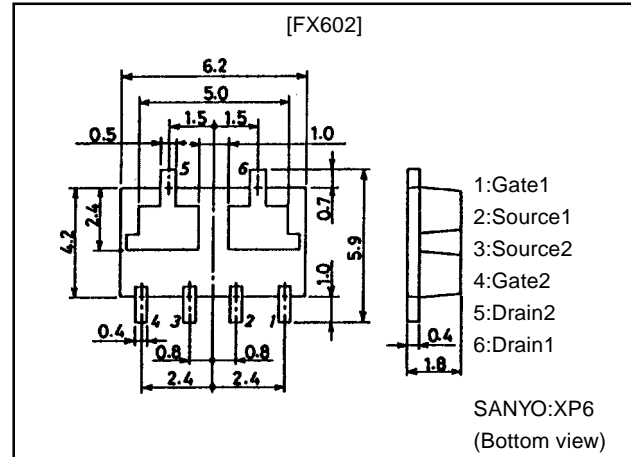 [FX602]
6.2
5.0
1.5 1.5
0.5 1.0
5 6
4.2 2.4 0.7 5.9 1.0
4 3 2 1
0.4
0.8 0.8
2.4 2.4
0.4
1.8
1:Gate1
2:Source1
3:Source2
4:Gate2
5:Drain2
6:Drain1
SANYO:XP6
(Bottom view)